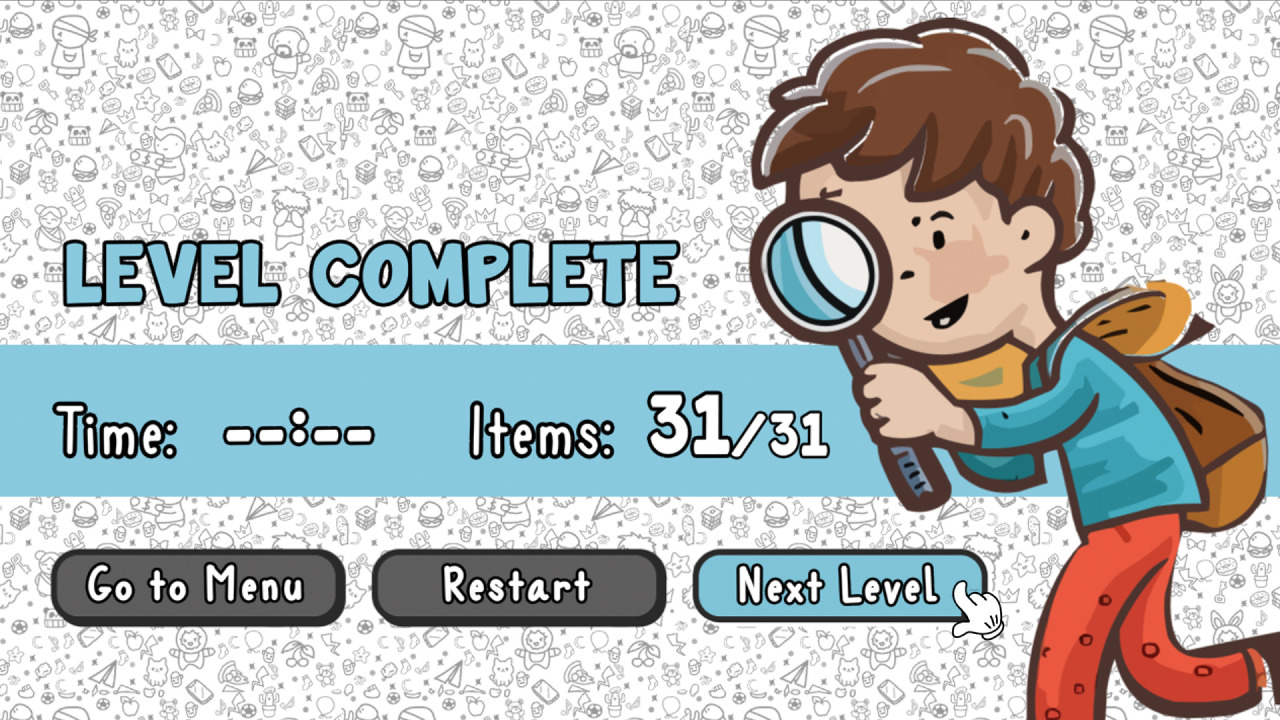 LEVEL COMPLETE
Time: --:-- Items: 31/31
Go to Menu Restart Next Level